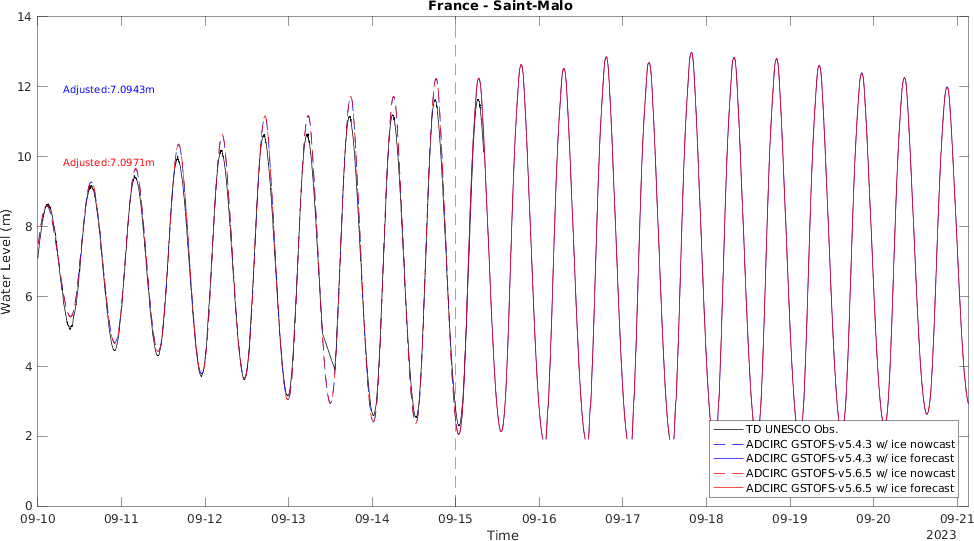 France - Saint-Malo
14
12
10
8
6
4
2
0
Water Level (m)
Adjusted:7.0943m
Adjusted:7.0971m
TD UNESCO Obs.
ADCIRC GSTOFS-v5.4.3 w/ ice nowcast
ADCIRC GSTOFS-v5.4.3 w/ ice forecast
ADCIRC GSTOFS-v5.6.5 w/ ice nowcast
ADCIRC GSTOFS-v5.6.5 w/ ice forecast
09-10 09-11 09-12 09-13 09-14 09-15 09-16 09-17 09-18 09-19 09-20 09-21
Time
2023